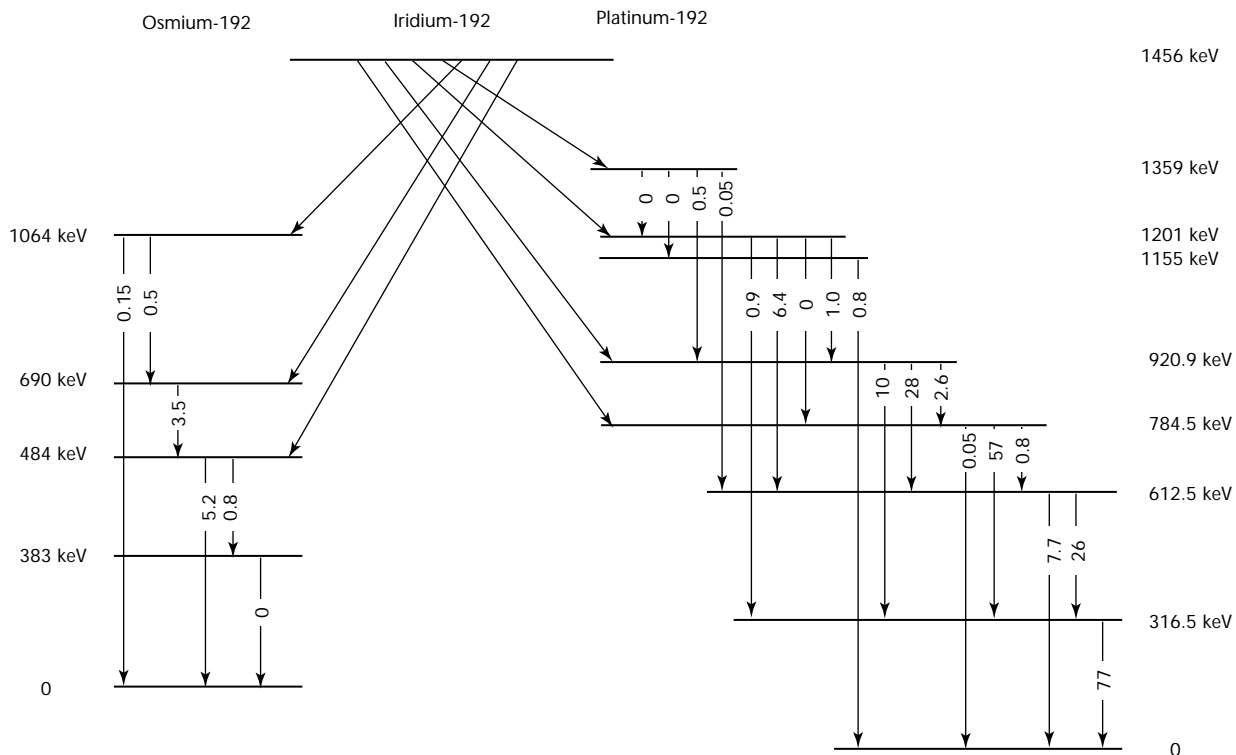 Osmium-192
Iridium-192
Platinum-192
1456 keV
1359 keV
0
0
0.5
0.05
1064 keV
1201 keV
1155 keV
0.15
0.5
0.9
6.4
0
1.0
0.8
920.9 keV
690 keV
10
28
2.6
3.5
784.5 keV
484 keV
0.05
57
0.8
612.5 keV
5.2
0.8
383 keV
7.7
26
0
316.5 keV
77
0
0